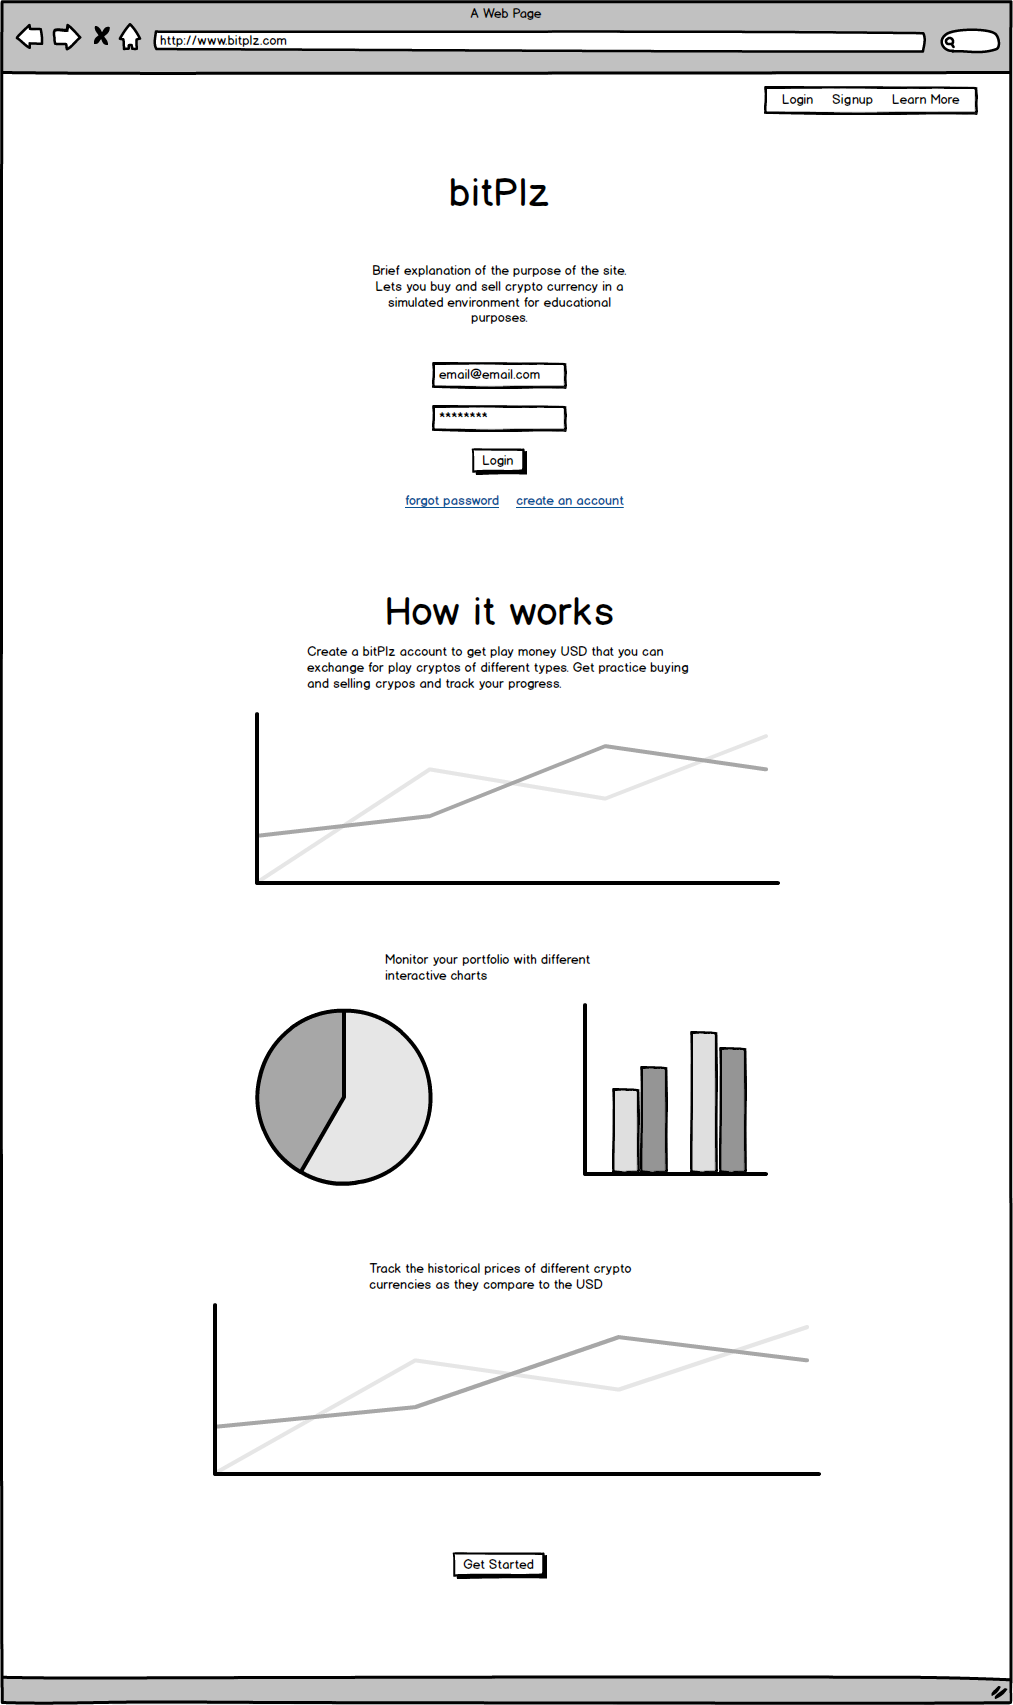 A Web Page
http://www.bitplz.com
Login Signup Learn More
bitPlz
Brief explanation of the purpose of the site.
Lets you buy and sell crypto currency in a
simulated environment for educational
purposes.
email@email.com
********
Login
forgot password create an account
How it works
Create a bitPlz account to get play money USD that you can
exchange for play cryptos of different types. Get practice buying
and selling crypos and track your progress.
Monitor your portfolio with different
interactive charts
Track the historical prices of different crypto
currencies as they compare to the USD
Get Started